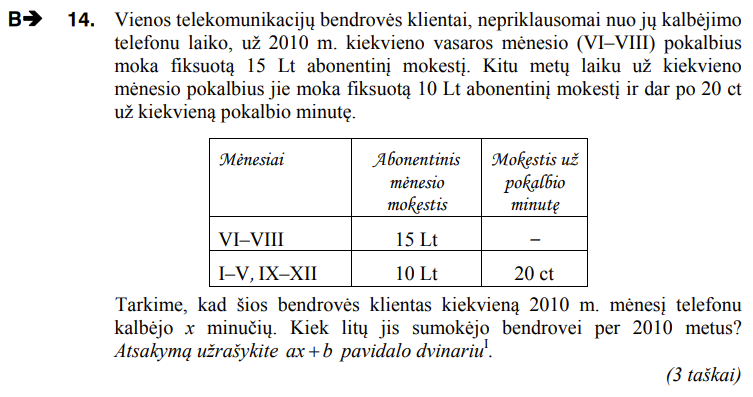 B➔ 14. Vienos telekomunikacijų bendrovės klientai, nepriklausomai nuo jų kalbėjimo
telefonu laiko, už 2010 m. kiekvieno vasaros mėnesio (VI–VIII) pokalbius
moka fiksuotą 15 Lt abonentinį mokestį. Kitu metų laiku už kiekvieno
mėnesio pokalbius jie moka fiksuotą 10 Lt abonentinį mokestį ir dar po 20 ct
už kiekvieną pokalbio minutę.
Mėnesiai Abonentinis Mokestis už
mėnesio pokalbio
mokestis minutę
VI–VIII 15 Lt –
I–V, IX–XII 10 Lt 20 ct
Tarkime, kad šios bendrovės klientas kiekvieną 2010 m. mėnesį telefonu
kalbėjo x minučių. Kiek litų jis sumokėjo bendrovei per 2010 metus?
Atsakymą užrašykite ax + b pavidalo dvinariu¹.
(3 taškai)